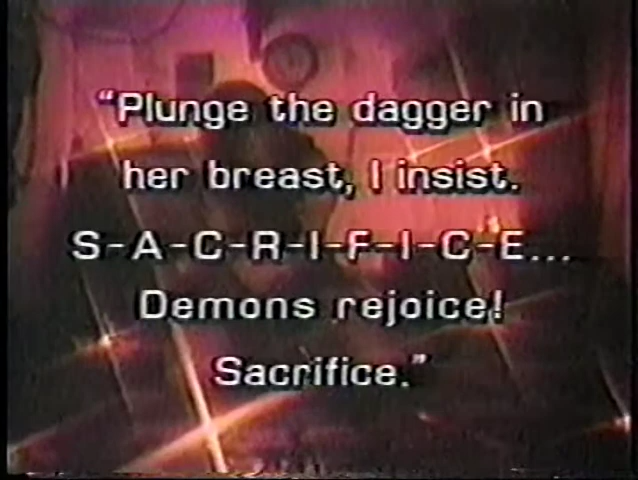 “Plunge the dagger in
her breast, I insist.
S-A-C-R-I-F-I-C-E...
Demons rejoice!
Sacrifice.”